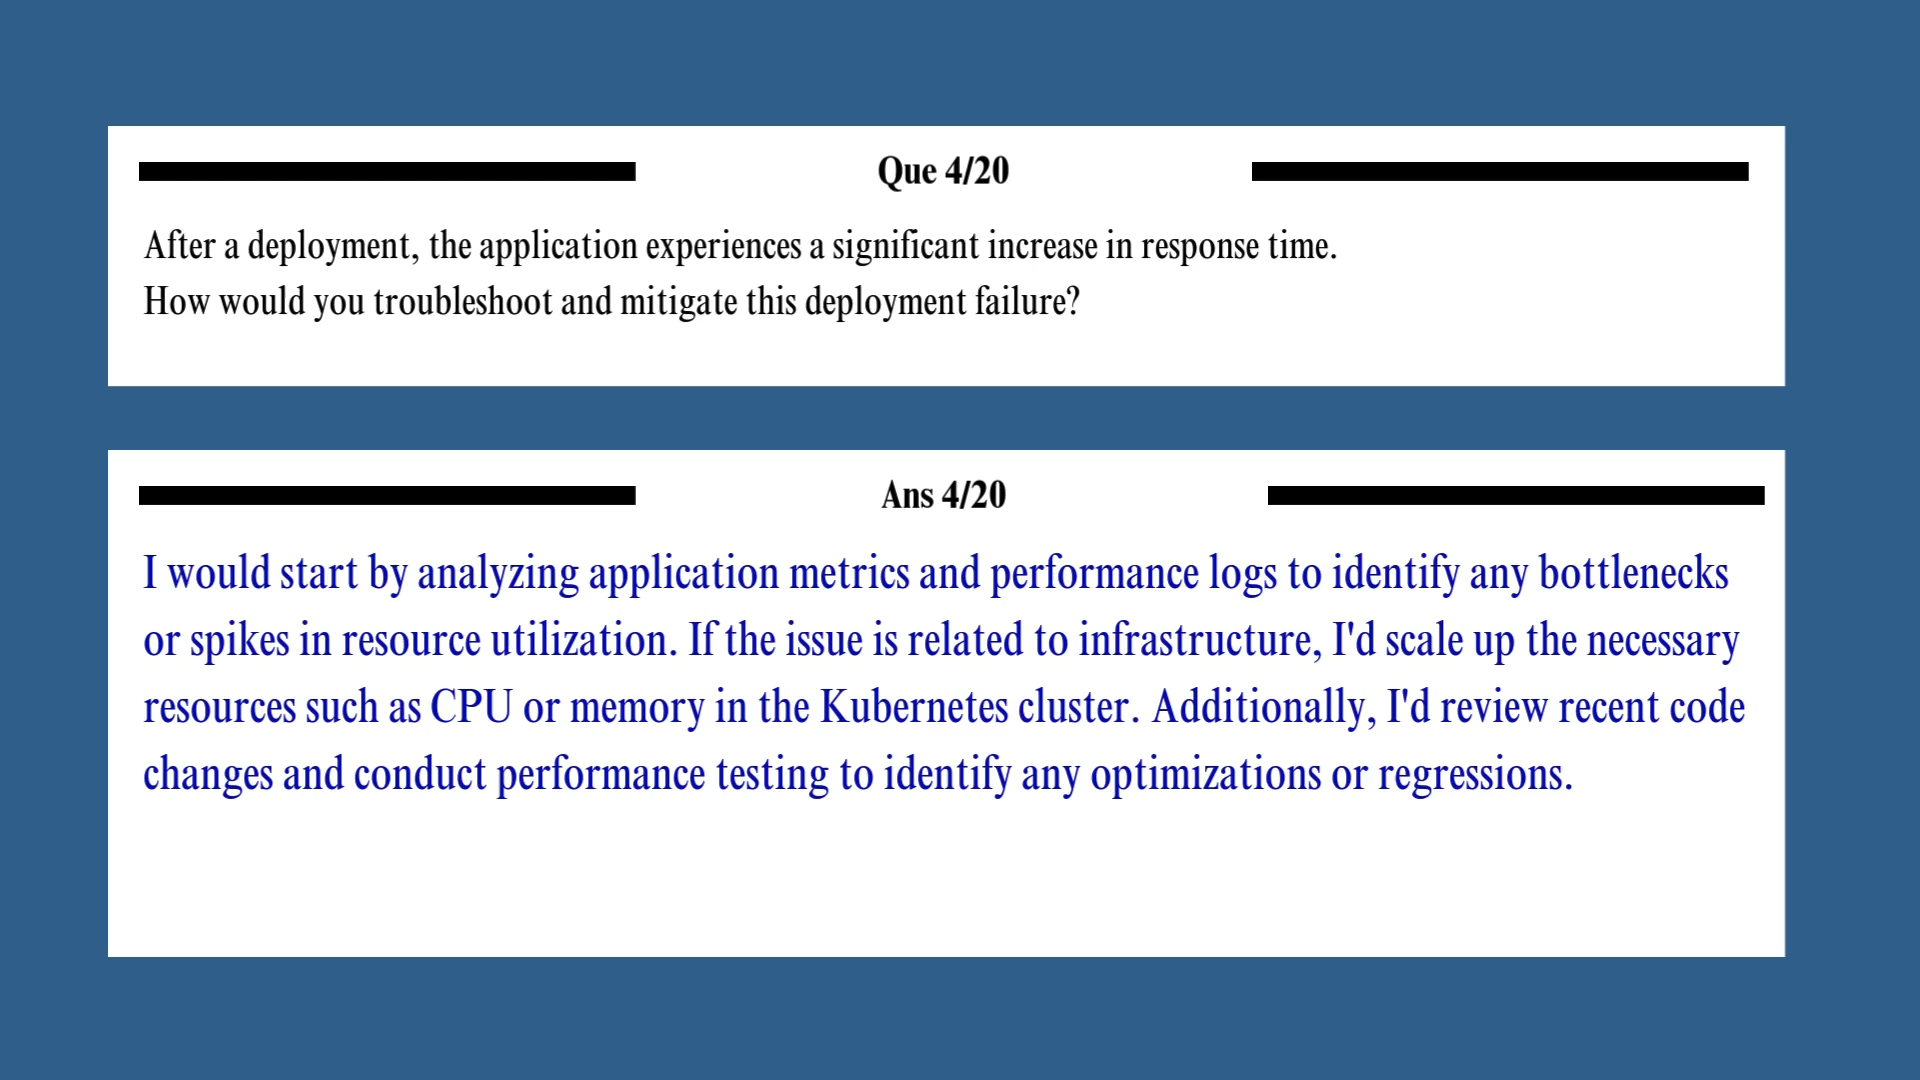 Que 4/20
After a deployment, the application experiences a significant increase in response time.
How would you troubleshoot and mitigate this deployment failure?
Ans 4/20
I would start by analyzing application metrics and performance logs to identify any bottlenecks
or spikes in resource utilization. If the issue is related to infrastructure, I'd scale up the necessary
resources such as CPU or memory in the Kubernetes cluster. Additionally, I'd review recent code
changes and conduct performance testing to identify any optimizations or regressions.